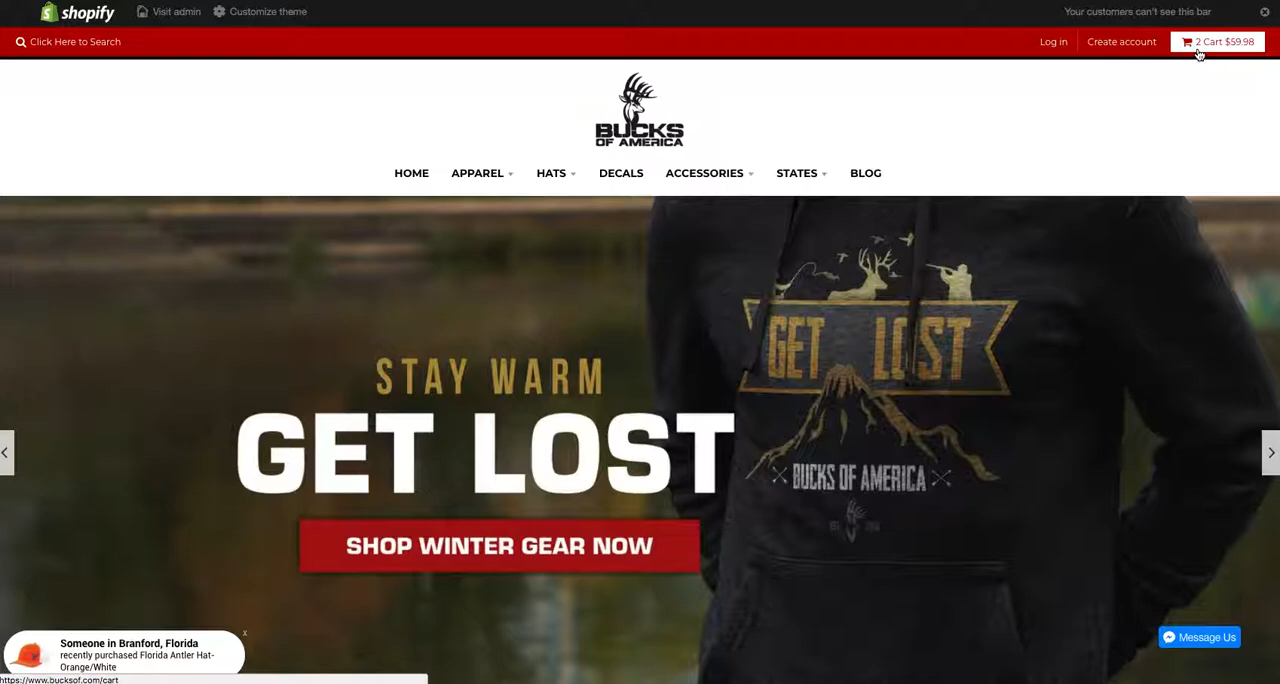 shopify Visit admin Customize theme Your customers can't see this bar
Click Here to Search Log in Create account 2 Cart $59.98
BUCKS
OF AMERICA
HOME APPAREL HATS DECALS ACCESSORIES STATES BLOG
STAY WARM
GET LOST
SHOP WINTER GEAR NOW
GET LOST
BUCKS OF AMERICA
Someone in Branford, Florida x
recently purchased Florida Antler Hat-
Orange/White
Message Us
https://www.bucksof.com/cart